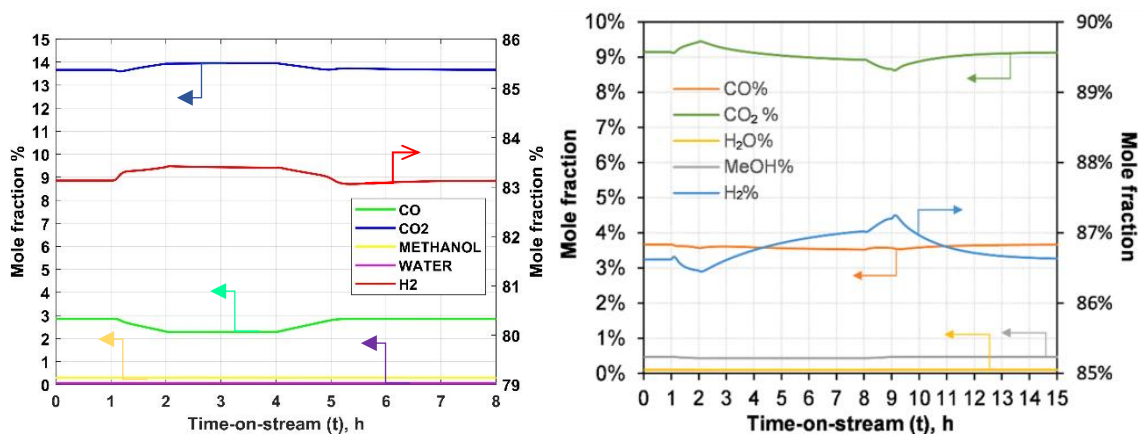 15
14
13
12
11
10
9
8
7
6
5
4
3
2
1
0
Mole fraction %
86
85
84
83
82
81
80
79
Mole fraction %
CO
CO2
METHANOL
WATER
H2
0 1 2 3 4 5 6 7 8
Time-on-stream (t), h
10%
9%
8%
7%
6%
5%
4%
3%
2%
1%
0%
Mole fraction
90%
89%
88%
87%
86%
85%
Mole fraction
CO%
CO₂ %
H₂O%
MeOH%
H₂%
0 1 2 3 4 5 6 7 8 9 10 11 12 13 14 15
Time-on-stream (t), h